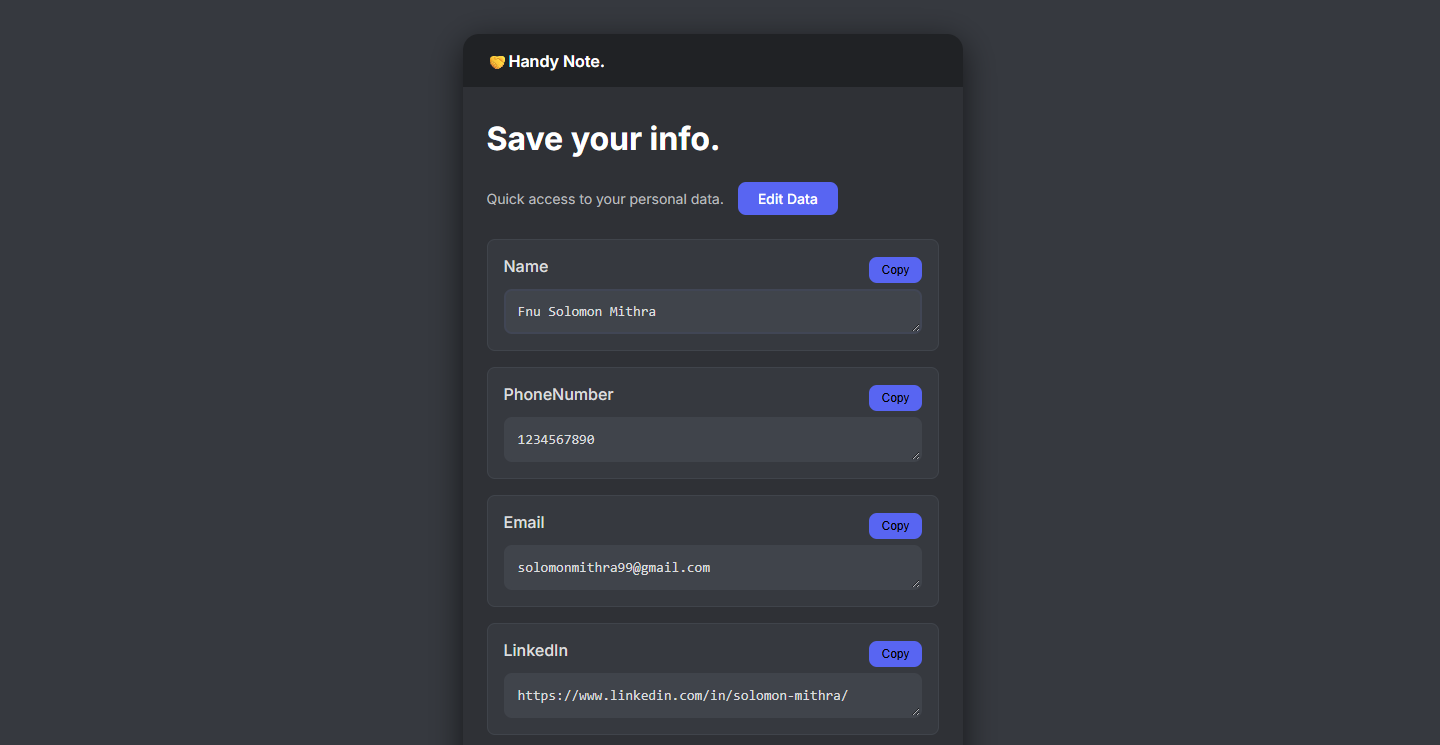 🤝Handy Note.
Save your info.
Quick access to your personal data. Edit Data
Name Copy
Fnu Solomon Mithra
PhoneNumber Copy
1234567890
Email Copy
solomonmithra99@gmail.com
LinkedIn Copy
https://www.linkedin.com/in/solomon-mithra/